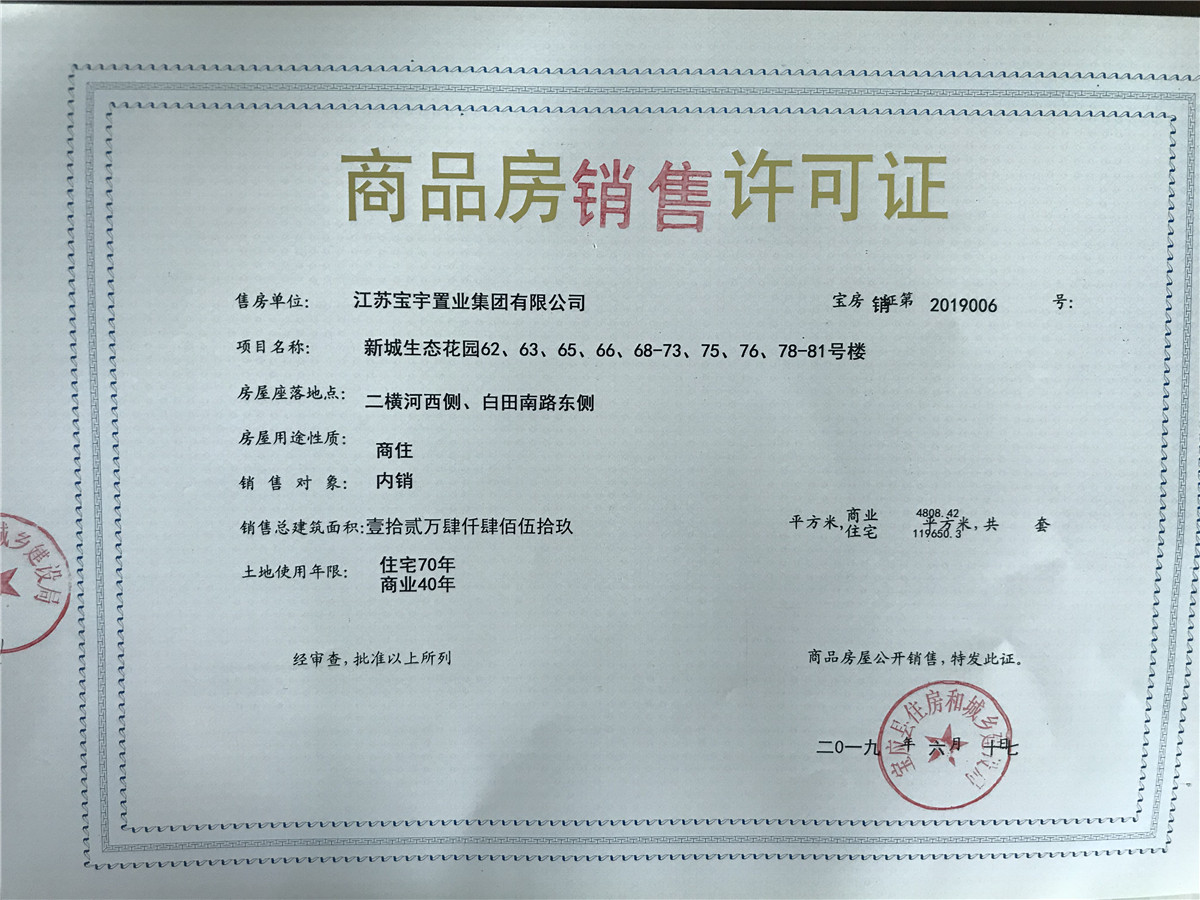 商品房销售许可证
售房单位: 江苏宝宇置业集团有限公司 宝房销证第 2019006 号:
项目名称: 新城生态花园62、63、65、66、68-73、75、76、78-81号楼
房屋座落地点: 二横河西侧、白田南路东侧
房屋用途性质: 商住
销售对象: 内销
销售总建筑面积:壹拾贰万肆仟肆佰伍拾玖 平方米, 商业 4808.42 平方米, 共 套
住宅 119650.3
土地使用年限: 住宅70年
商业40年
经审查, 批准以上所列 商品房屋公开销售, 特发此证。
二0一九 年 六月 十七日
宝应县住房和城乡建设局
城乡建设局